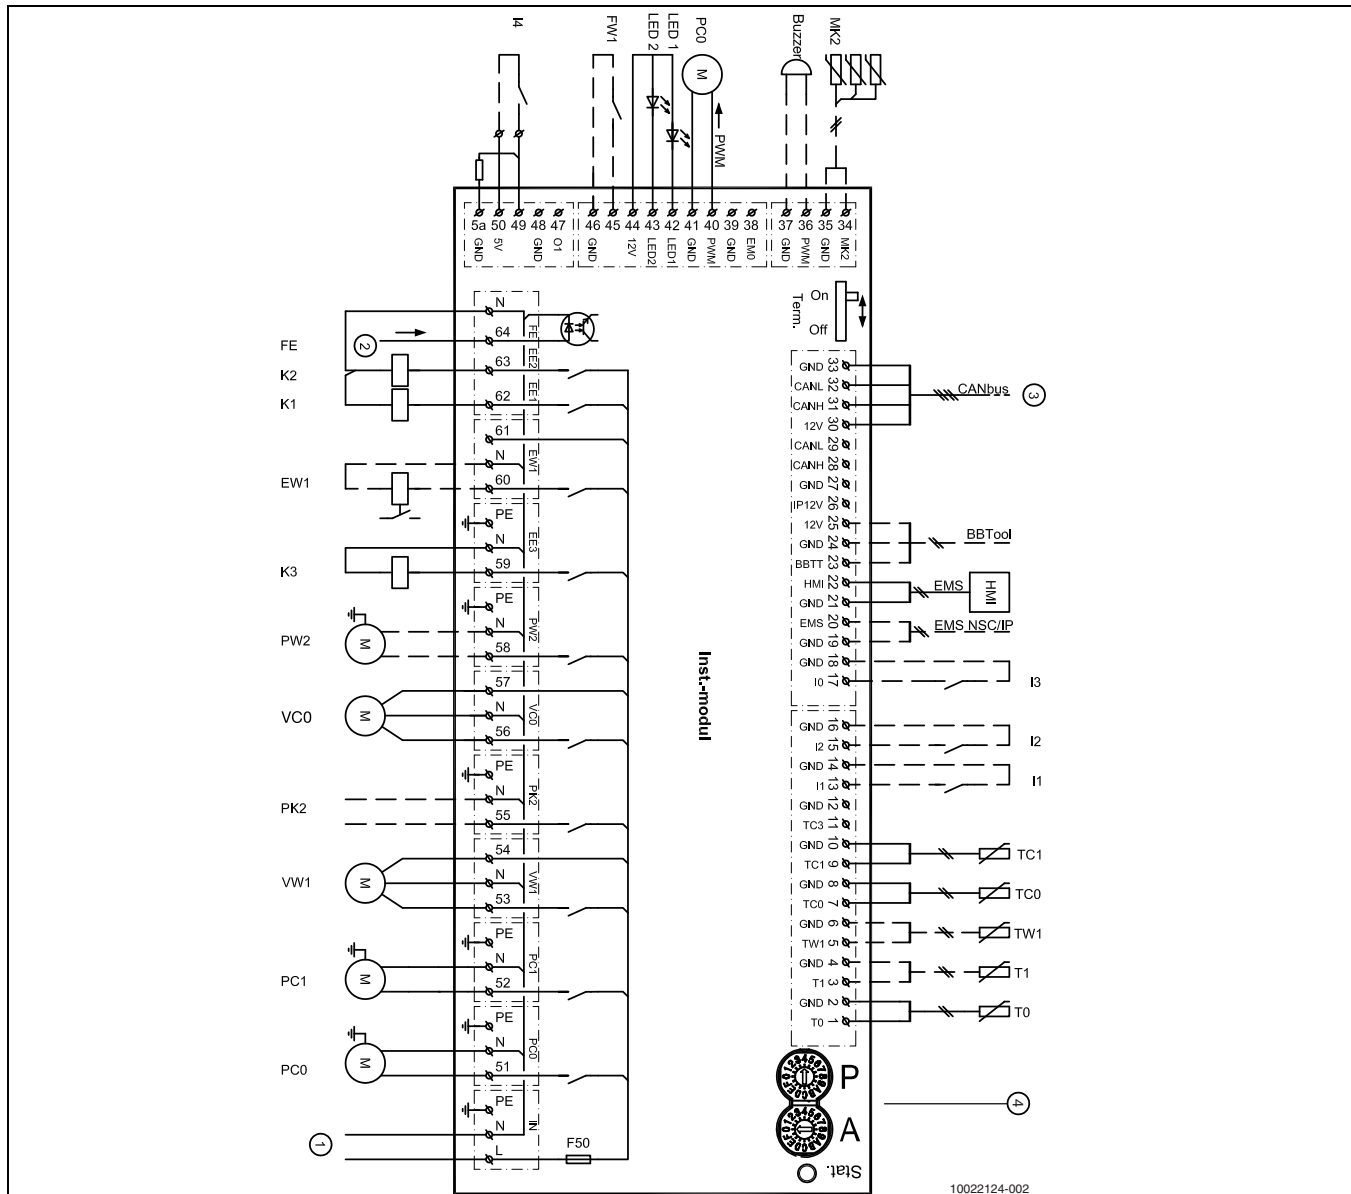 I4
FW1
LED 2
LED 1
PC0
Buzzer
MK2
M
PWM
5a 50 49 48 47
GND 5V GND O1
46 45 44 43 42 41 40 39 38
GND 12V LED2 LED1 GND PWM GND EM0
37 36 35 34
GND PWM GND MK2
On
Off
Term.
FE
2
N
64
FE
K2
63
EE2
K1
62
EE1
61
N
EW1
EW1
60
PE
N
EE3
K3
59
PE
PW2
M
N
PW2
58
57
VC0
M
N
VC0
56
PE
PK2
N
PK2
55
54
VW1
M
N
VW1
53
PE
PC1
M
N
PC1
52
PE
PC0
M
N
PC0
51
PE
1
N
IN
L
F50
Inst.-modul
GND 33
CANL 32
CANH 31
12V 30
CANbus
3
CANL 29
CANH 28
GND 27
IP12V 26
12V 25
GND 24
BBTT 23
BBTool
HMI 22
GND 21
EMS
HMI
EMS 20
GND 19
EMS NSC/IP
GND 18
I0 17
I3
GND 16
I2 15
I2
GND 14
I1 13
I1
GND 12
TC3 11
GND 10
TC1 9
TC1
GND 8
TC0 7
TC0
GND 6
TW1 5
TW1
GND 4
T1 3
T1
GND 2
T0 1
T0
0123456789ABCDEF
P
0123456789ABCDEF
A
4
Stat.
10022124-002